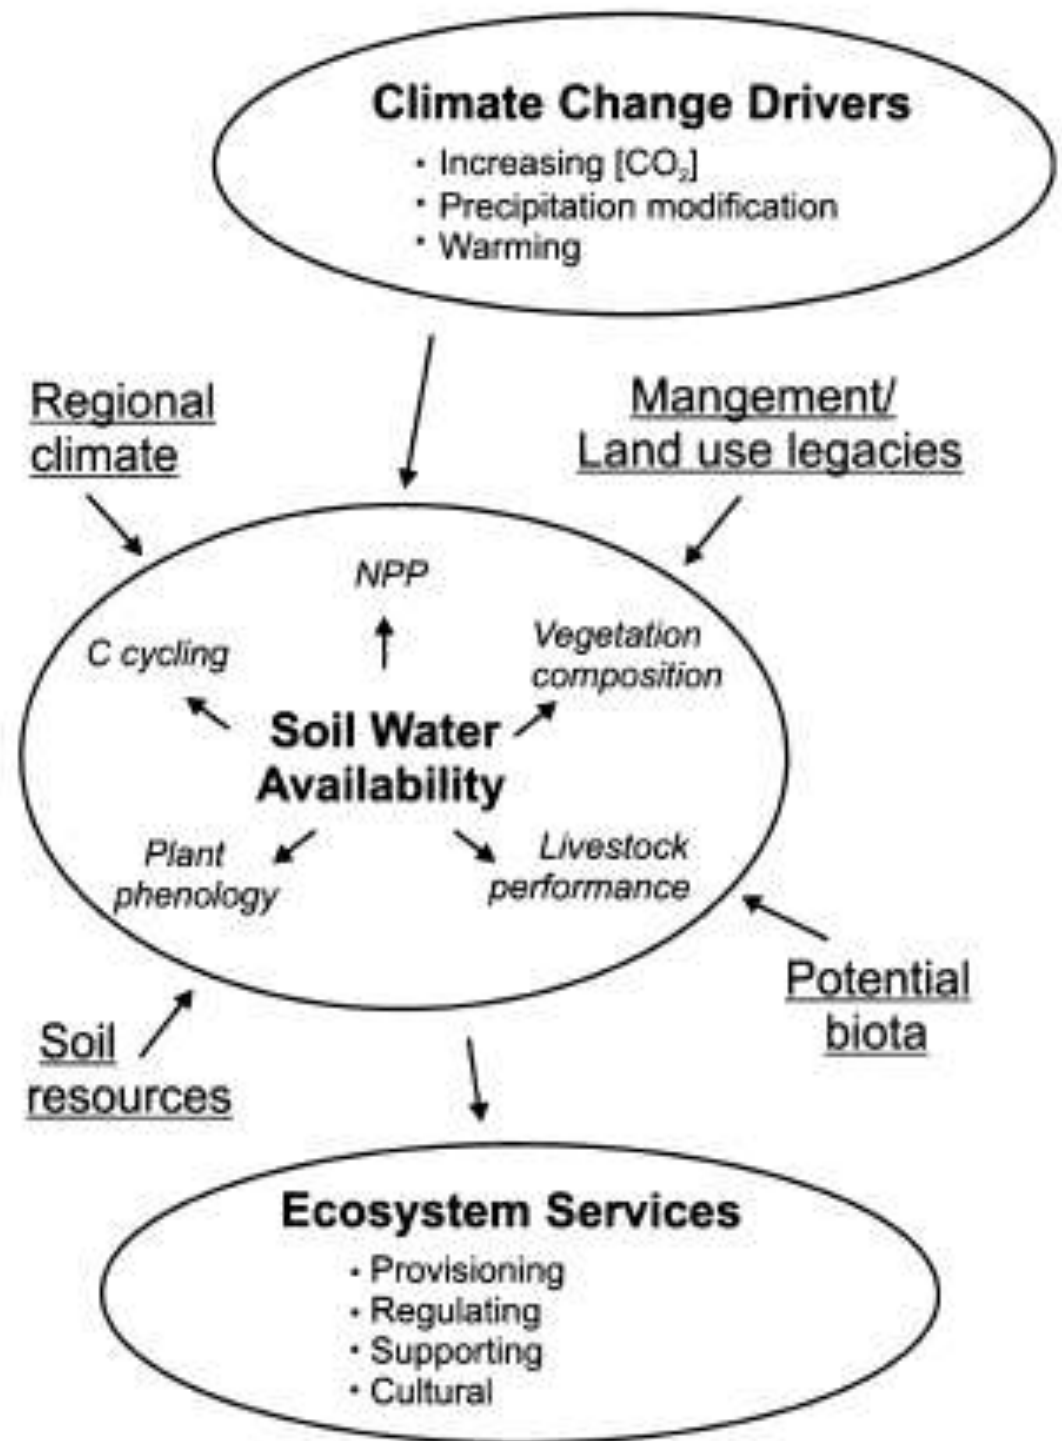 Climate Change Drivers
• Increasing [CO₂]
• Precipitation modification
• Warming
Regional
climate
Mangement/
Land use legacies
NPP
C cycling
Vegetation
composition
Soil Water
Availability
Plant
phenology
Livestock
performance
Potential
biota
Soil
resources
Ecosystem Services
• Provisioning
• Regulating
• Supporting
• Cultural